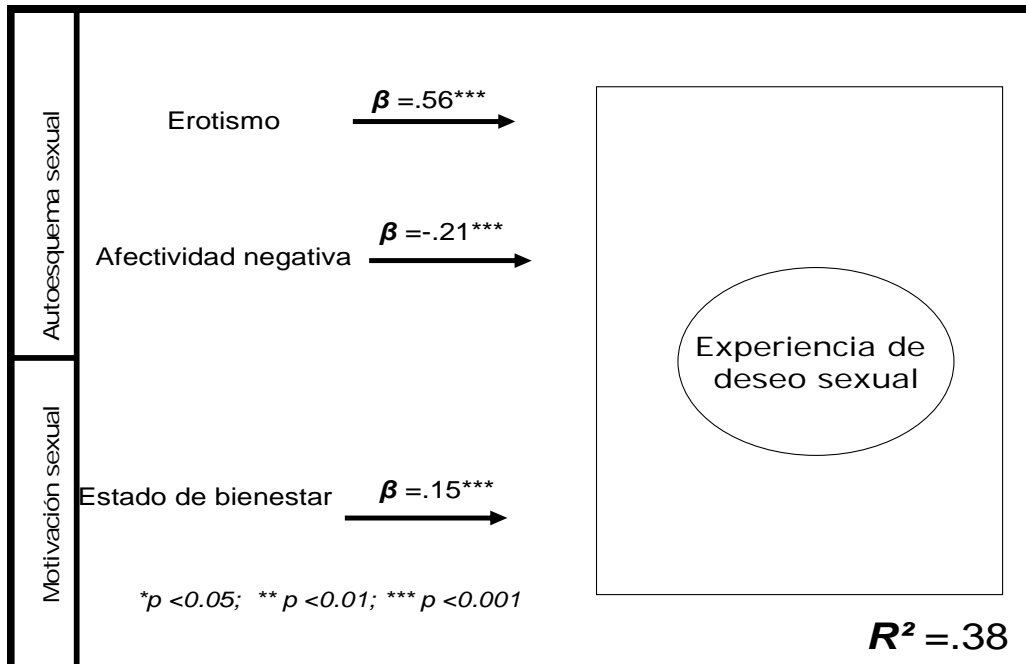 Autoesquema sexual
Erotismo
β =.56***
Afectividad negativa
β =-.21***
Motivación sexual
Estado de bienestar
β =.15***
Experiencia de
deseo sexual
*p <0.05; ** p <0.01; *** p <0.001
R² =.38